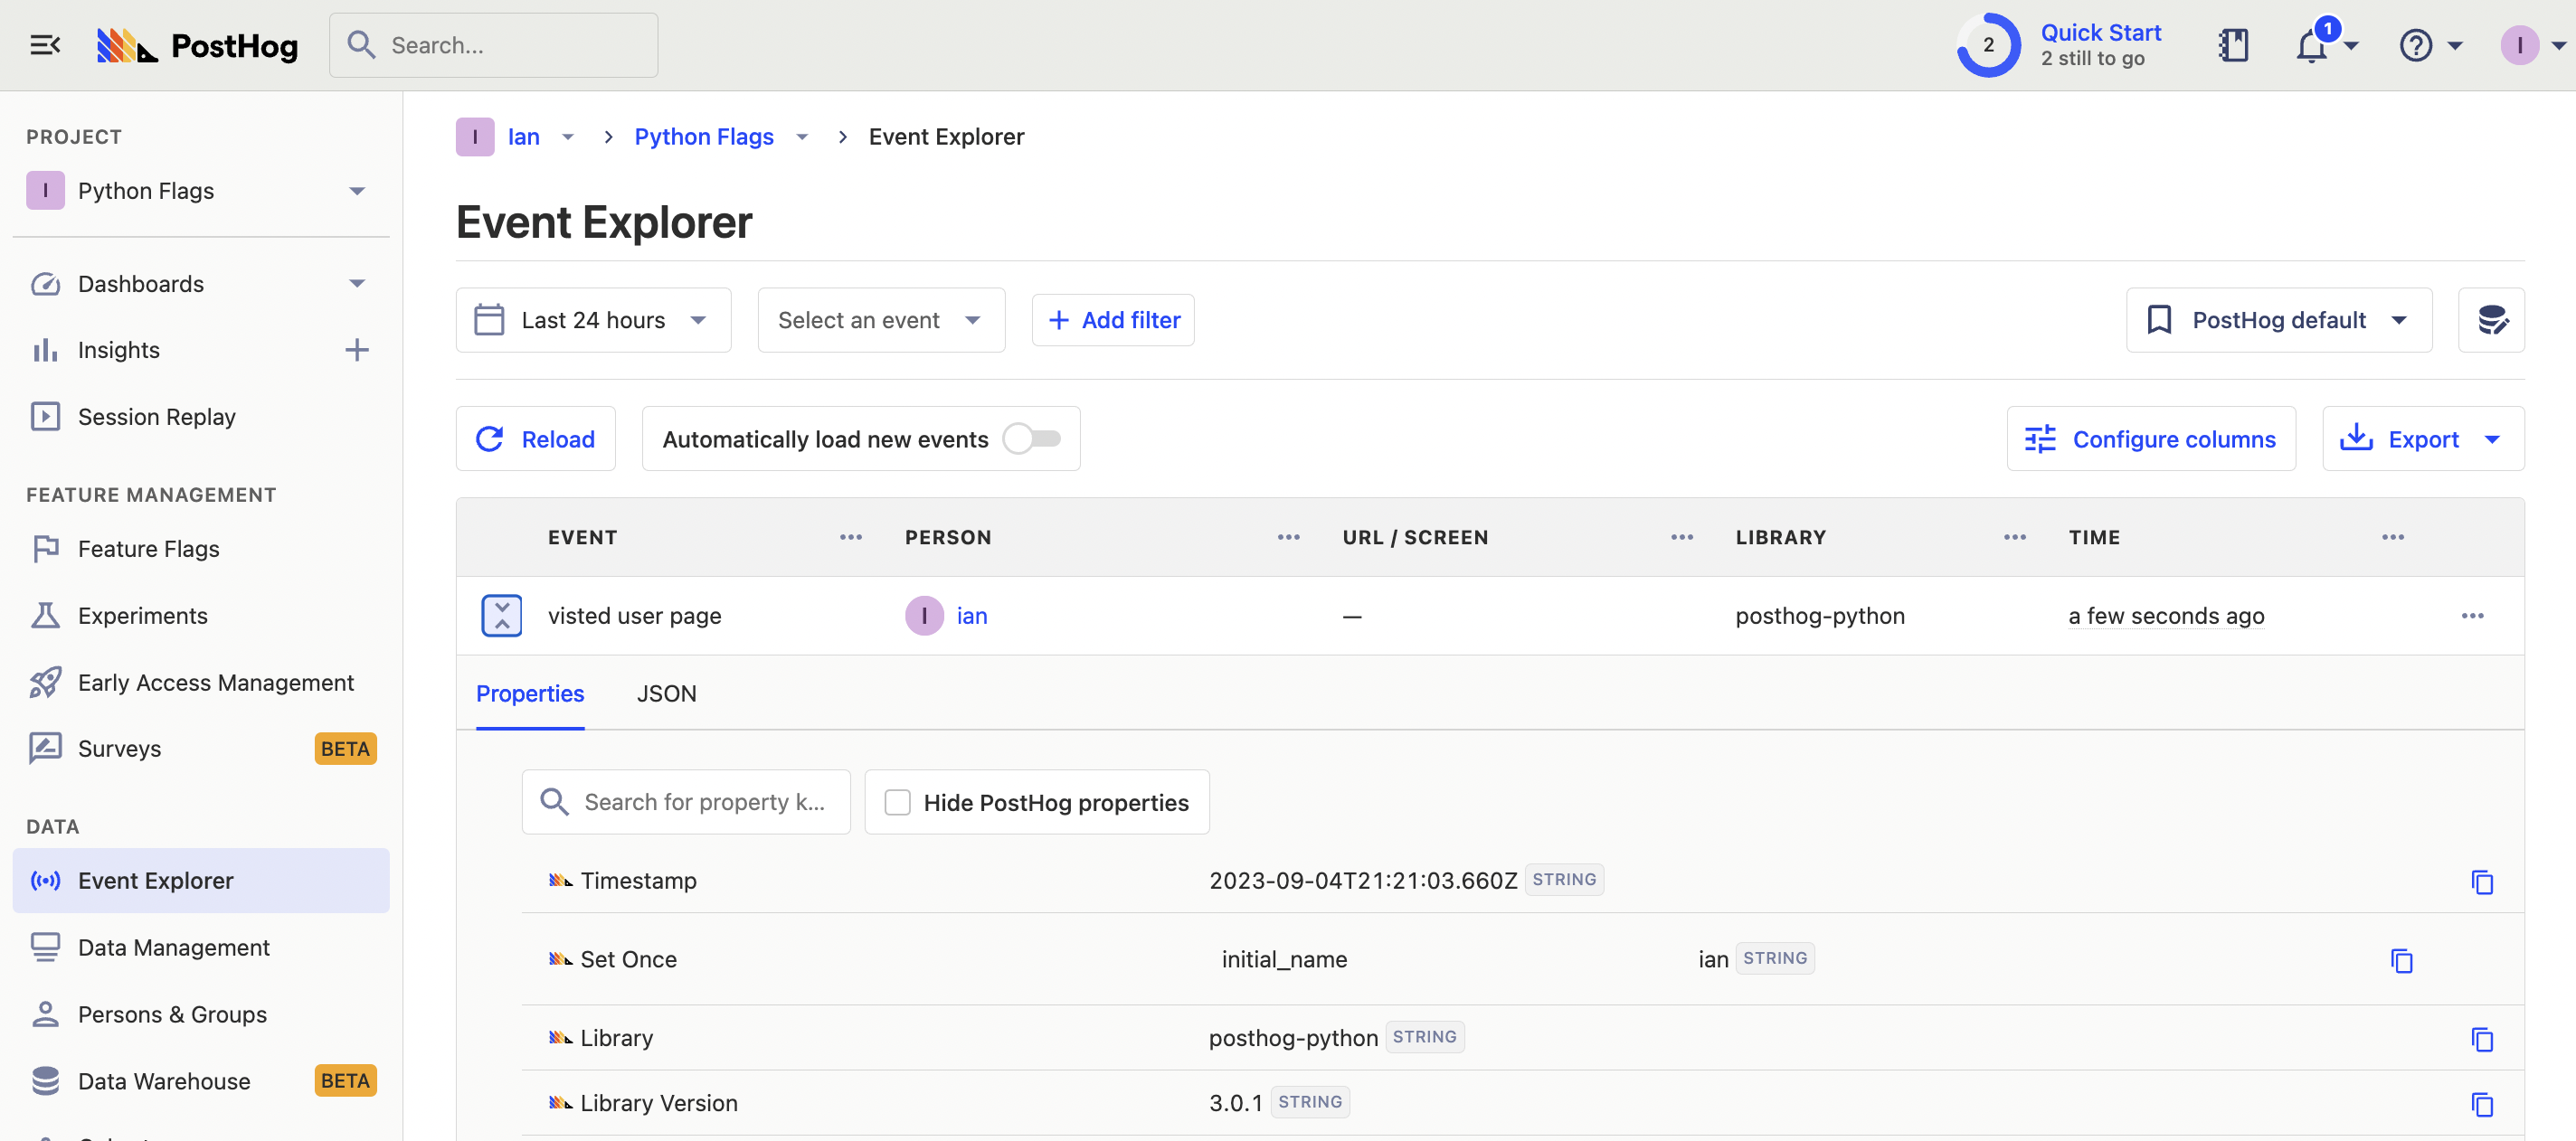 PostHog
Search...
2
Quick Start
2 still to go
1
I
PROJECT
I Python Flags
Dashboards
Insights
Session Replay
FEATURE MANAGEMENT
Feature Flags
Experiments
Early Access Management
Surveys BETA
DATA
Event Explorer
Data Management
Persons & Groups
Data Warehouse BETA
I Ian > Python Flags > Event Explorer
Event Explorer
Last 24 hours
Select an event
+ Add filter
PostHog default
Reload
Automatically load new events
Configure columns
Export
EVENT ... PERSON ... URL / SCREEN ... LIBRARY ... TIME ...
visted user page I ian — posthog-python a few seconds ago ...
Properties JSON
Search for property k...
Hide PostHog properties
Timestamp 2023-09-04T21:21:03.660Z STRING
Set Once initial_name ian STRING
Library posthog-python STRING
Library Version 3.0.1 STRING